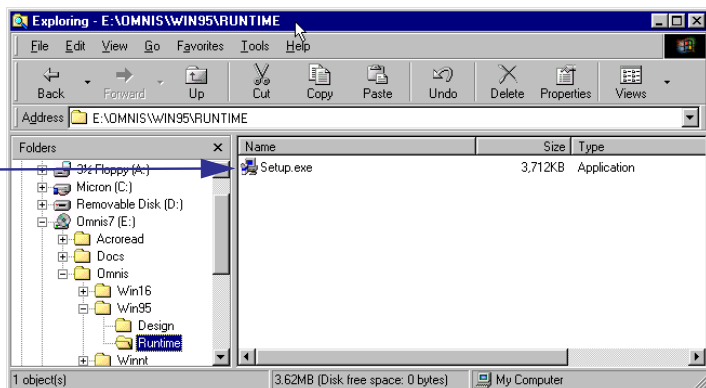 Exploring - E:\OMNIS\WIN95\RUNTIME
File Edit View Go Favorites Tools Help
Back Forward Up Cut Copy Paste Undo Delete Properties Views
Address E:\OMNIS\WIN95\RUNTIME
Folders
3½ Floppy (A:)
Micron (C:)
Removable Disk (D:)
Omnis7 (E:)
Acroread
Docs
Omnis
Win16
Win95
Design
Runtime
Winnt
Name Size Type
Setup.exe 3,712KB Application
1 object(s) 3.62MB (Disk free space: 0 bytes) My Computer